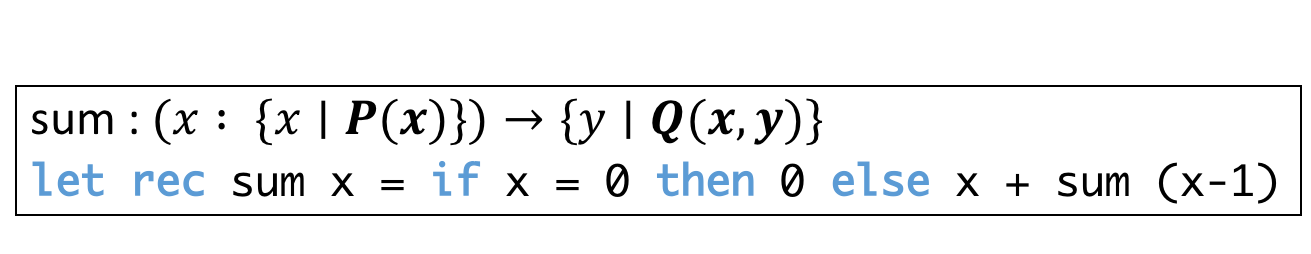 sum : (x : {x | P(x)}) → {y | Q(x, y)}
let rec sum x = if x = 0 then 0 else x + sum (x-1)